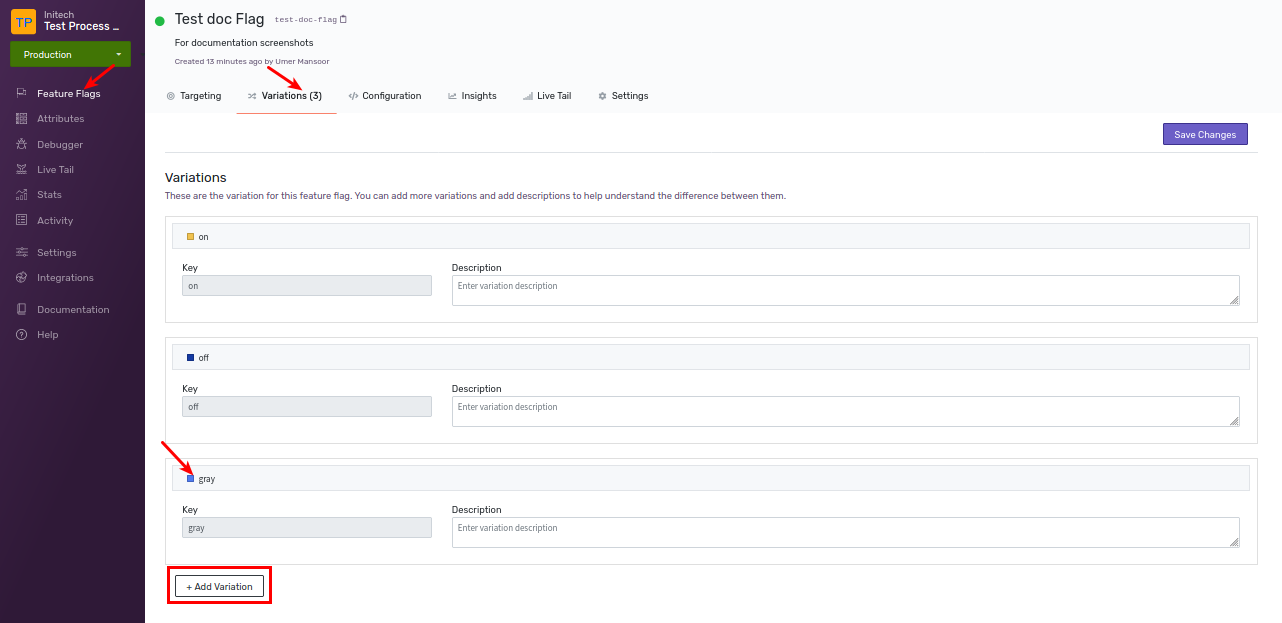 TP
Initech
Test Process _
Production
Feature Flags
Attributes
Debugger
Live Tail
Stats
Activity
Settings
Integrations
Documentation
Help
Test doc Flag test-doc-flag
For documentation screenshots
Created 13 minutes ago by Umer Mansoor
Targeting Variations (3) Configuration Insights Live Tail Settings
Save Changes
Variations
These are the variation for this feature flag. You can add more variations and add descriptions to help understand the difference between them.
on
Key Description
on Enter variation description
off
Key Description
off Enter variation description
gray
Key Description
gray Enter variation description
+ Add Variation